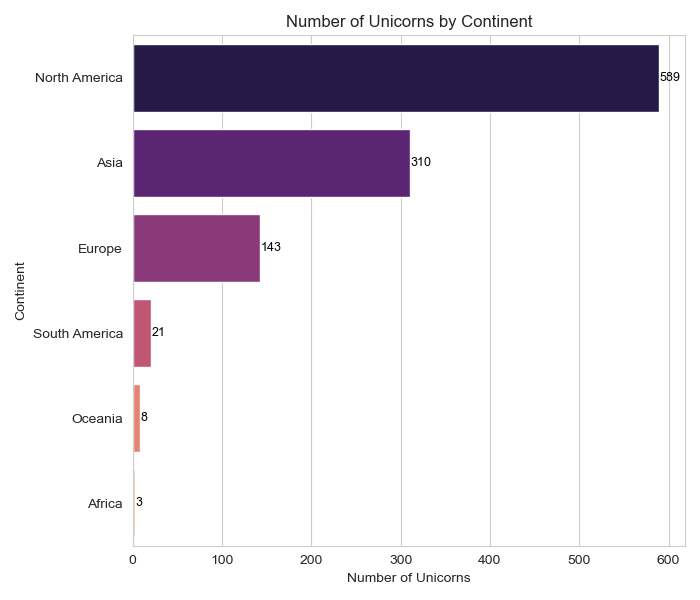 Number of Unicorns by Continent
North America
589
Asia
310
Europe
143
Continent
South America
21
Oceania
8
Africa
3
0 100 200 300 400 500 600
Number of Unicorns